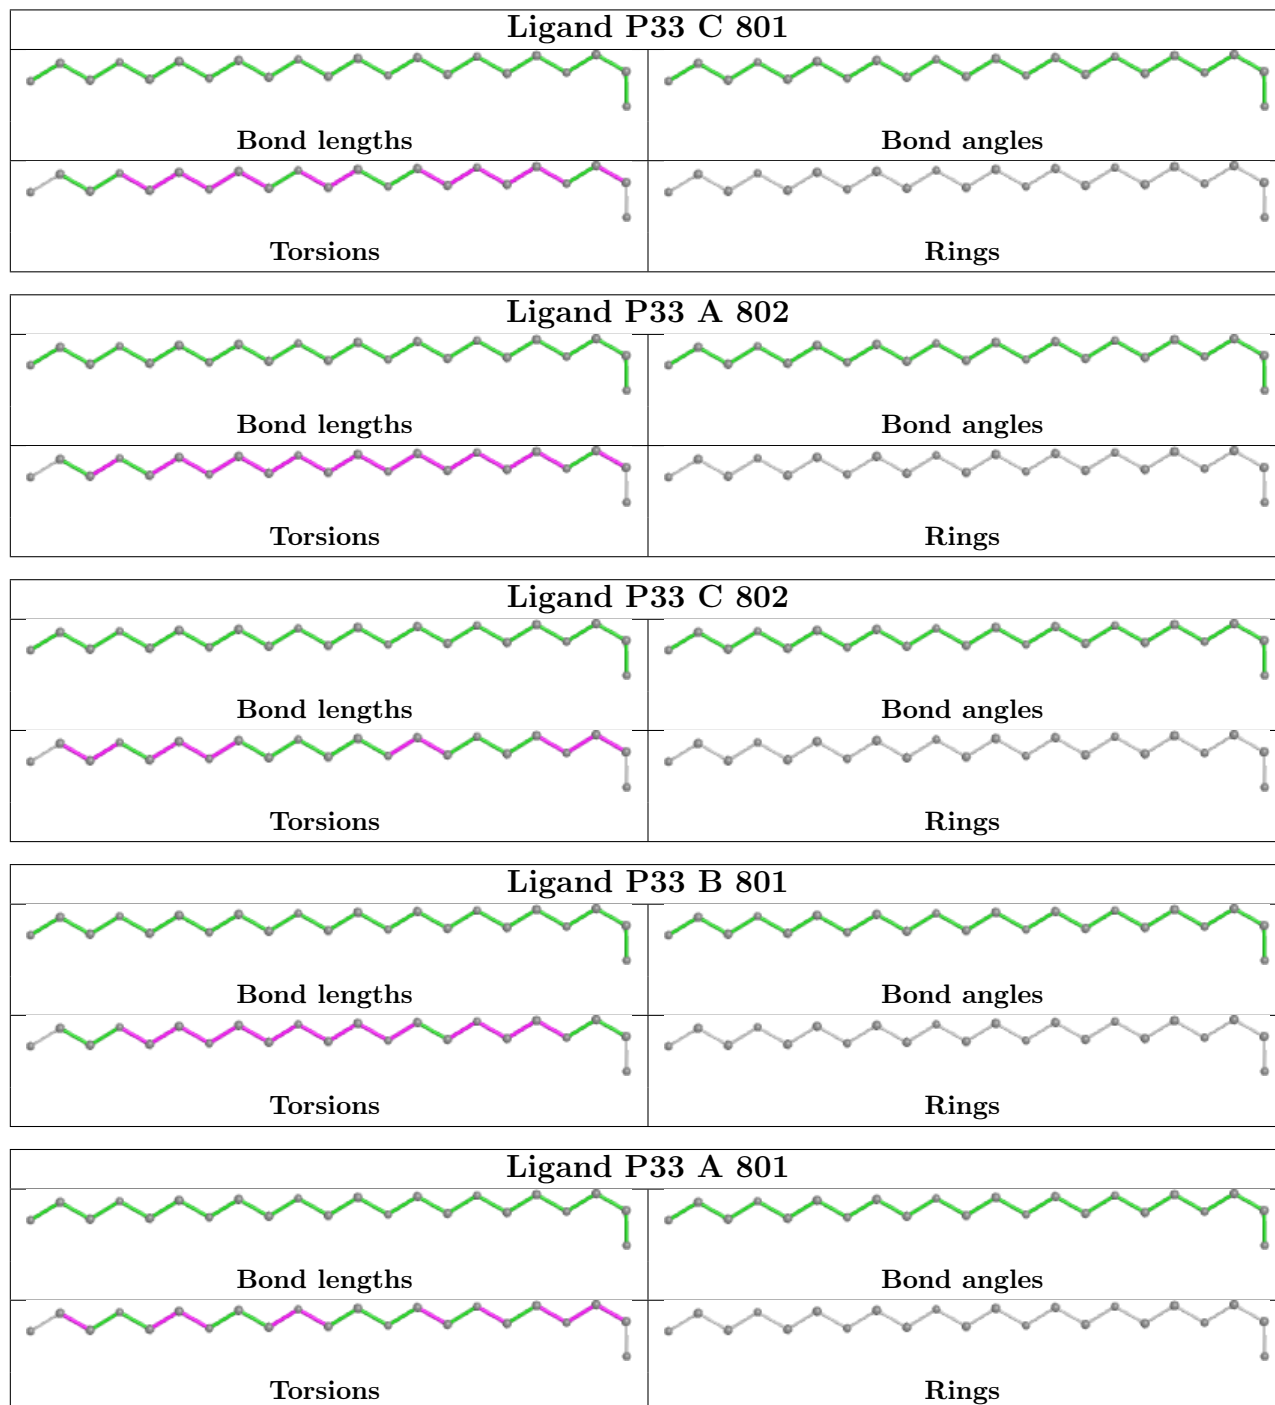 Ligand P33 C 801
Bond lengths
Bond angles
Torsions
Rings
Ligand P33 A 802
Bond lengths
Bond angles
Torsions
Rings
Ligand P33 C 802
Bond lengths
Bond angles
Torsions
Rings
Ligand P33 B 801
Bond lengths
Bond angles
Torsions
Rings
Ligand P33 A 801
Bond lengths
Bond angles
Torsions
Rings